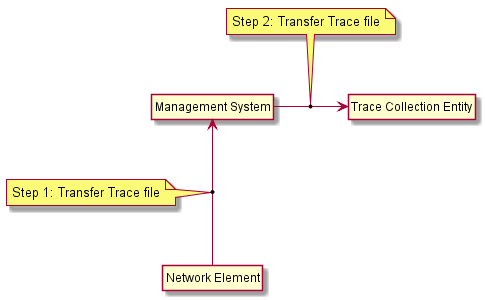 Step 2: Transfer Trace file
Management System
Trace Collection Entity
Step 1: Transfer Trace file
Network Element